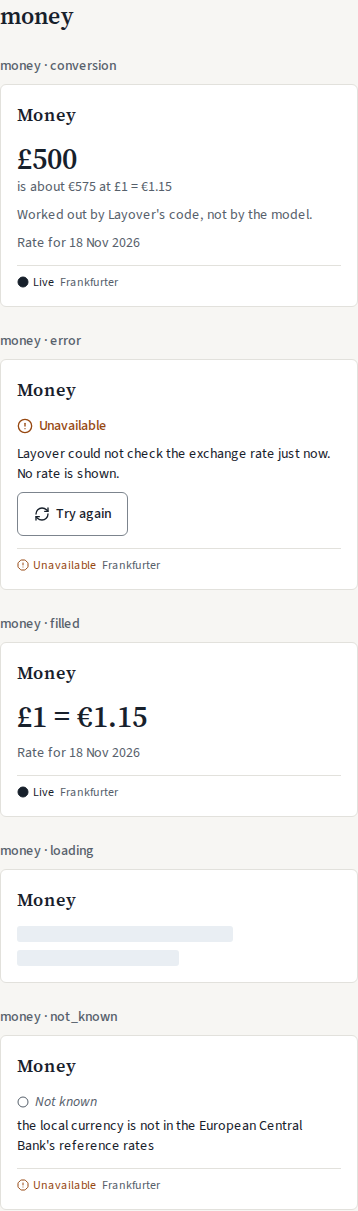 money
money · conversion
Money
£500
is about €575 at £1 = €1.15
Worked out by Layover's code, not by the model.
Rate for 18 Nov 2026
Live Frankfurter
money · error
Money
Unavailable
Layover could not check the exchange rate just now.
No rate is shown.
Try again
Unavailable Frankfurter
money · filled
Money
£1 = €1.15
Rate for 18 Nov 2026
Live Frankfurter
money · loading
Money
money · not_known
Money
Not known
the local currency is not in the European Central
Bank's reference rates
Unavailable Frankfurter